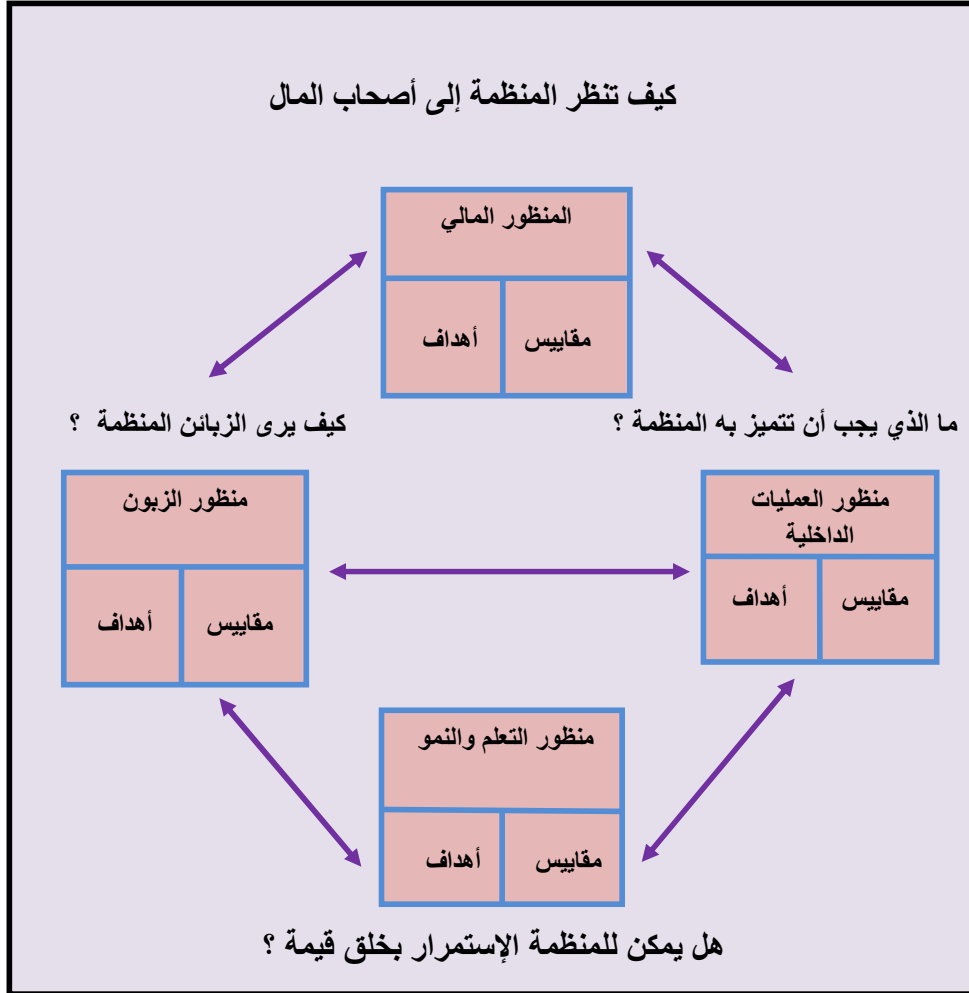 كيف تنظر المنظمة إلى أصحاب المال
المنظور المالي
مقاييس
أهداف
ما الذي يجب أن تتميز به المنظمة ؟
كيف يرى الزبائن المنظمة ؟
منظور العمليات
الداخلية
مقاييس
أهداف
منظور الزبون
مقاييس
أهداف
منظور التعلم والنمو
مقاييس
أهداف
هل يمكن للمنظمة الإستمرار بخلق قيمة ؟